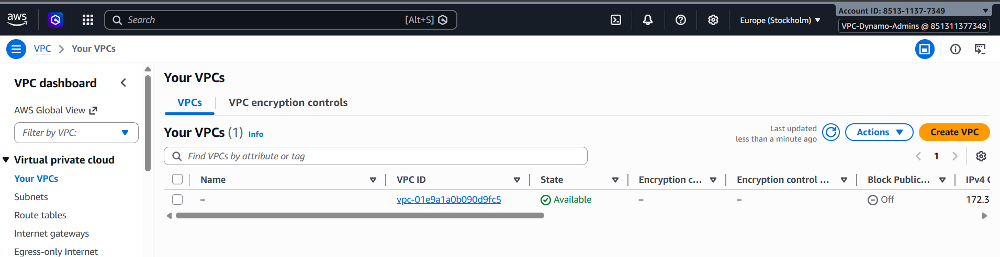 aws
Search
[Alt+S]
Europe (Stockholm)
Account ID: 8513-1137-7349
VPC-Dynamo-Admins @ 851311377349
VPC
Your VPCs
VPC dashboard
AWS Global View
Filter by VPC:
Virtual private cloud
Your VPCs
Subnets
Route tables
Internet gateways
Egress-only Internet
Your VPCs
VPCs
VPC encryption controls
Your VPCs (1) Info
Last updated
less than a minute ago
Actions
Create VPC
Find VPCs by attribute or tag
1
Name VPC ID State Encryption c... Encryption control ... Block Public... IPv4 C
– vpc-01e9a1a0b090d9fc5 Available – – Off 172.3